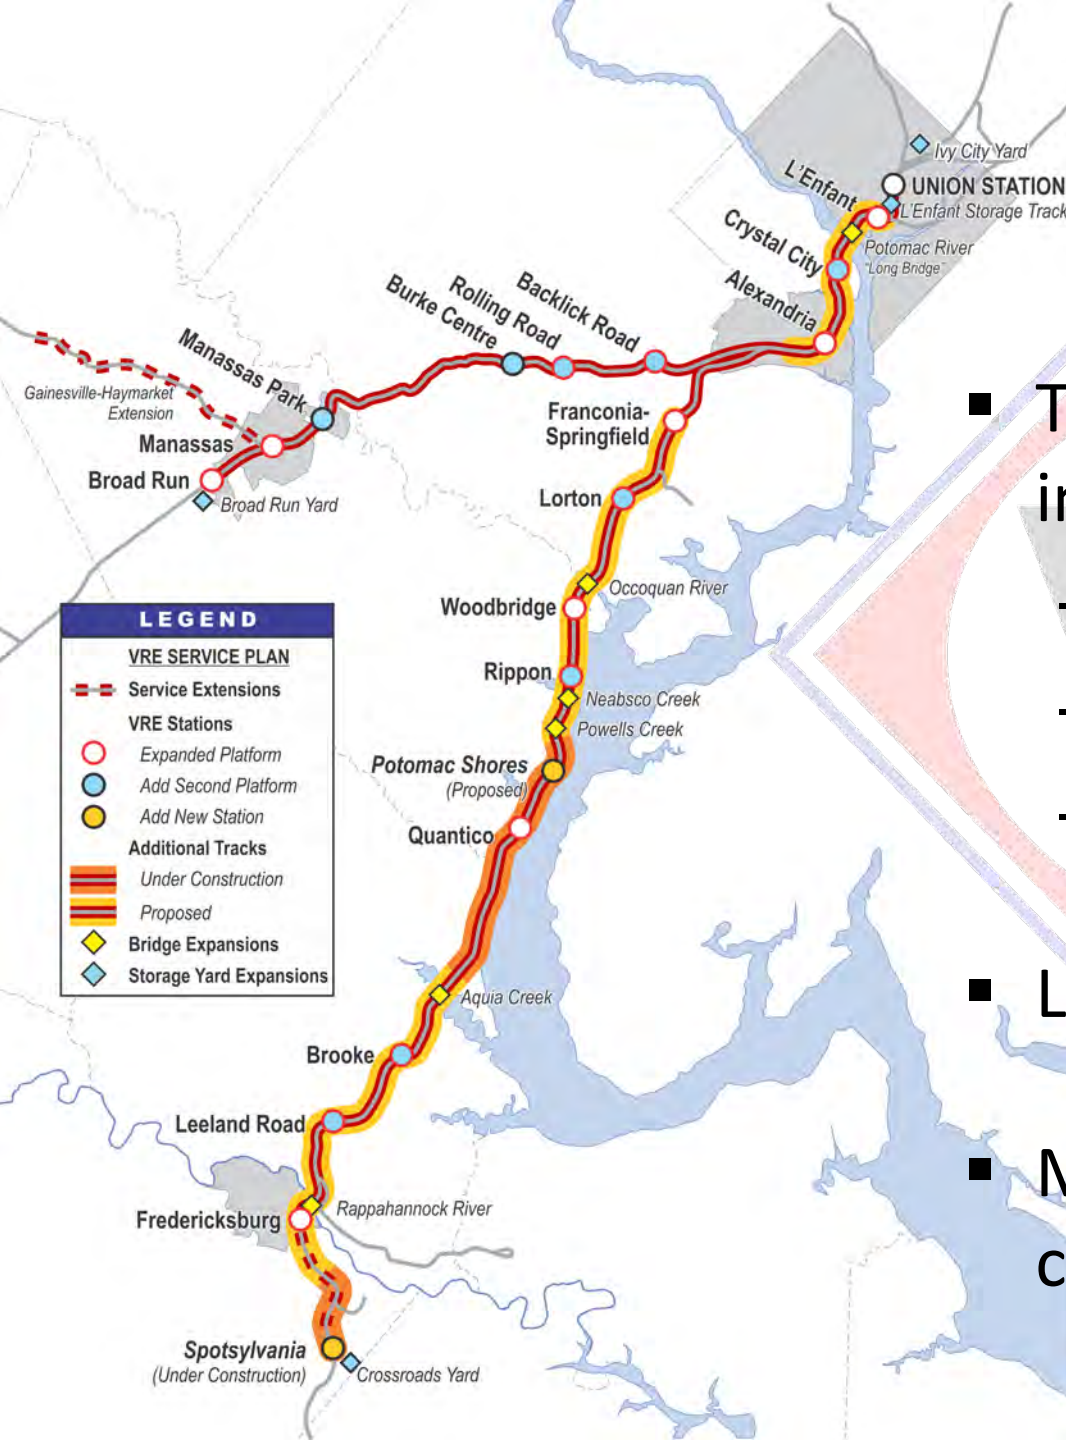 Ivy City Yard
UNION STATION
L'Enfant
L'Enfant Storage Track
Crystal City
Potomac River
"Long Bridge"
Alexandria
Backlick Road
Rolling Road
Burke Centre
Manassas Park
Gainesville-Haymarket
Extension
Manassas
Broad Run
Broad Run Yard
Franconia-
Springfield
Lorton
Occoquan River
Woodbridge
Rippon
Neabsco Creek
Powells Creek
Potomac Shores
(Proposed)
Quantico
LEGEND
VRE SERVICE PLAN
Service Extensions
VRE Stations
Expanded Platform
Add Second Platform
Add New Station
Additional Tracks
Under Construction
Proposed
Bridge Expansions
Storage Yard Expansions
Aquia Creek
Brooke
Leeland Road
Rappahannock River
Fredericksburg
Spotsylvania
(Under Construction)
Crossroads Yard